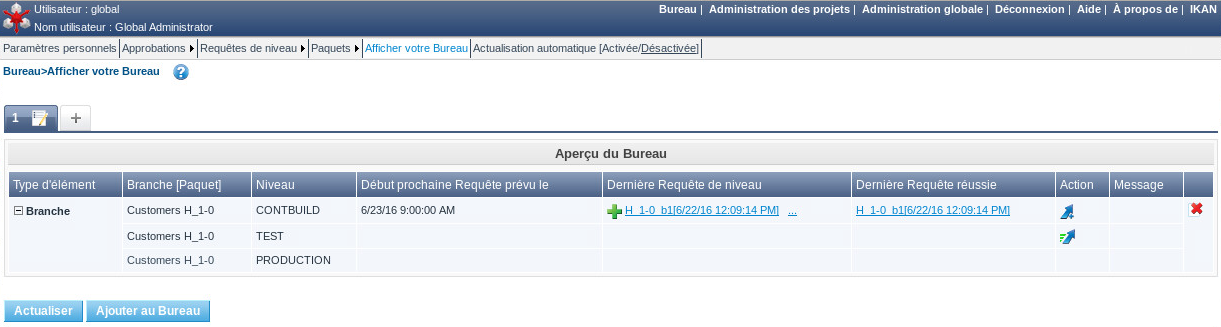 Utilisateur : global
Bureau | Administration des projets | Administration globale | Déconnexion | Aide | À propos de | IKAN
Nom utilisateur : Global Administrator
Paramètres personnels Approbations Requêtes de niveau Paquets Afficher votre Bureau Actualisation automatique [Activée/Désactivée]
Bureau>Afficher votre Bureau ?
1 +
Aperçu du Bureau
Type d'élément Branche [Paquet] Niveau Début prochaine Requête prévu le Dernière Requête de niveau Dernière Requête réussie Action Message
Branche Customers H_1-0 CONTBUILD 6/23/16 9:00:00 AM H_1-0_b1[6/22/16 12:09:14 PM] ... H_1-0_b1[6/22/16 12:09:14 PM]
Customers H_1-0 TEST
Customers H_1-0 PRODUCTION
Actualiser Ajouter au Bureau